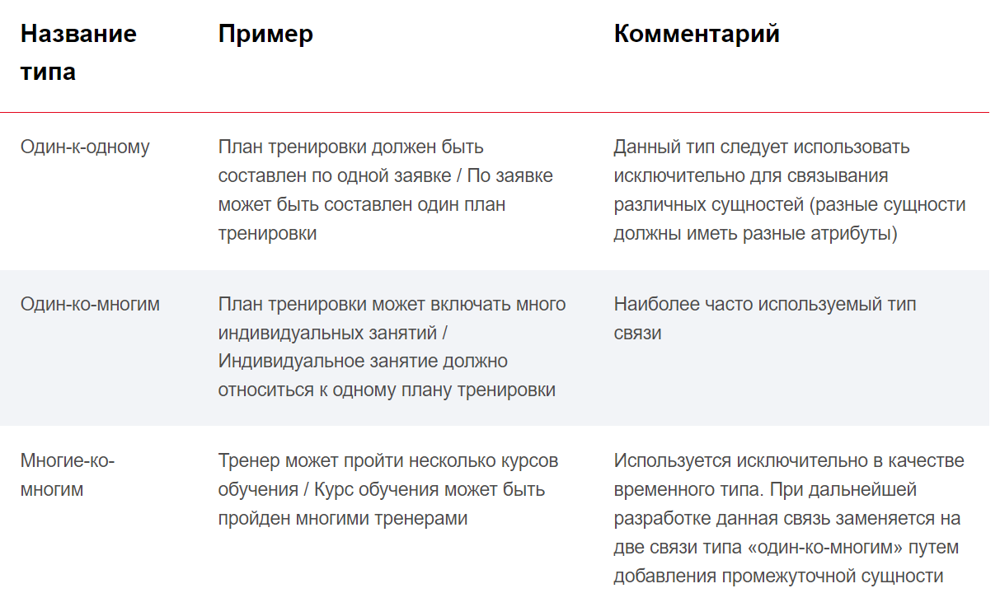 Название
типа
Пример
Комментарий
Один-к-одному
План тренировки должен быть
составлен по одной заявке / По заявке
может быть составлен один план
тренировки
Данный тип следует использовать
исключительно для связывания
различных сущностей (разные сущности
должны иметь разные атрибуты)
Один-ко-многим
План тренировки может включать много
индивидуальных занятий /
Индивидуальное занятие должно
относиться к одному плану тренировки
Наиболее часто используемый тип
связи
Многие-ко-
многим
Тренер может пройти несколько курсов
обучения / Курс обучения может быть
пройден многими тренерами
Используется исключительно в качестве
временного типа. При дальнейшей
разработке данная связь заменяется на
две связи типа «один-ко-многим» путем
добавления промежуточной сущности